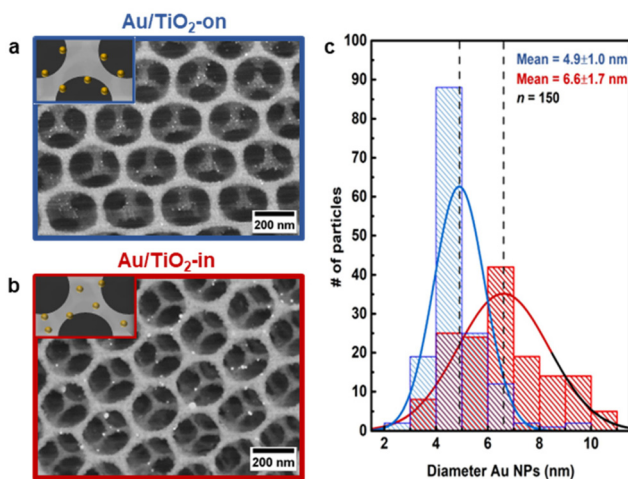 Au/TiO₂-on
a
200 nm
Au/TiO₂-in
b
200 nm
c
100
90
80
70
60
50
40
30
20
10
0
# of particles
Mean = 4.9±1.0 nm
Mean = 6.6±1.7 nm
n = 150
2 4 6 8 10
Diameter Au NPs (nm)